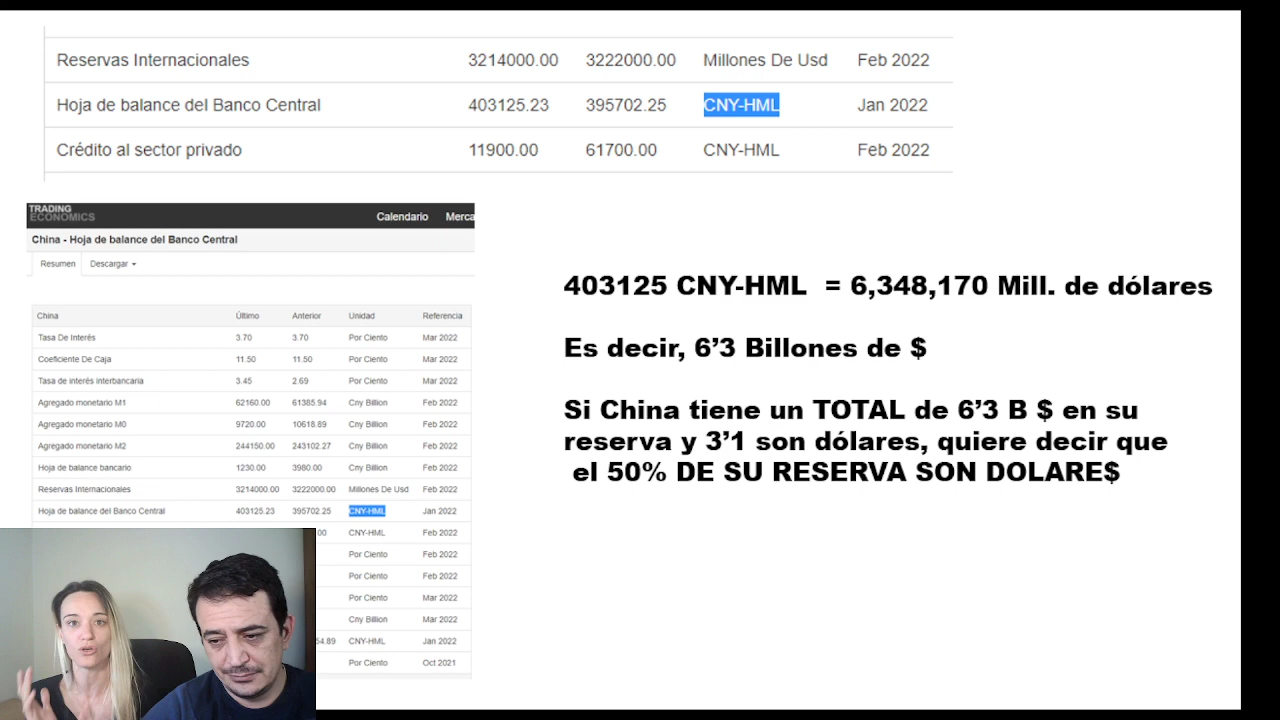 Reservas Internacionales 3214000.00 3222000.00 Millones De Usd Feb 2022
Hoja de balance del Banco Central 403125.23 395702.25 CNY-HML Jan 2022
Crédito al sector privado 11900.00 61700.00 CNY-HML Feb 2022
TRADING
ECONOMICS
Calendario Merca
China - Hoja de balance del Banco Central
Resumen Descargar
China Último Anterior Unidad Referencia
Tasa De Interés 3.70 3.70 Por Ciento Mar 2022
Coeficiente De Caja 11.50 11.50 Por Ciento Mar 2022
Tasa de interés interbancaria 3.45 2.69 Por Ciento Mar 2022
Agregado monetario M1 62160.00 61385.94 Cny Billion Feb 2022
Agregado monetario M0 9720.00 10618.89 Cny Billion Feb 2022
Agregado monetario M2 244150.00 243102.27 Cny Billion Feb 2022
Hoja de balance bancario 1230.00 3980.00 Cny Billion Feb 2022
Reservas Internacionales 3214000.00 3222000.00 Millones De Usd Feb 2022
Hoja de balance del Banco Central 403125.23 395702.25 CNY-HML Jan 2022
.00 CNY-HML Feb 2022
Por Ciento Feb 2022
Por Ciento Feb 2022
Por Ciento Mar 2022
Cny Billion Mar 2022
54.89 CNY-HML Jan 2022
Por Ciento Oct 2021
403125 CNY-HML = 6,348,170 Mill. de dólares
Es decir, 6’3 Billones de $
Si China tiene un TOTAL de 6’3 B $ en su
reserva y 3’1 son dólares, quiere decir que
el 50% DE SU RESERVA SON DOLARE$